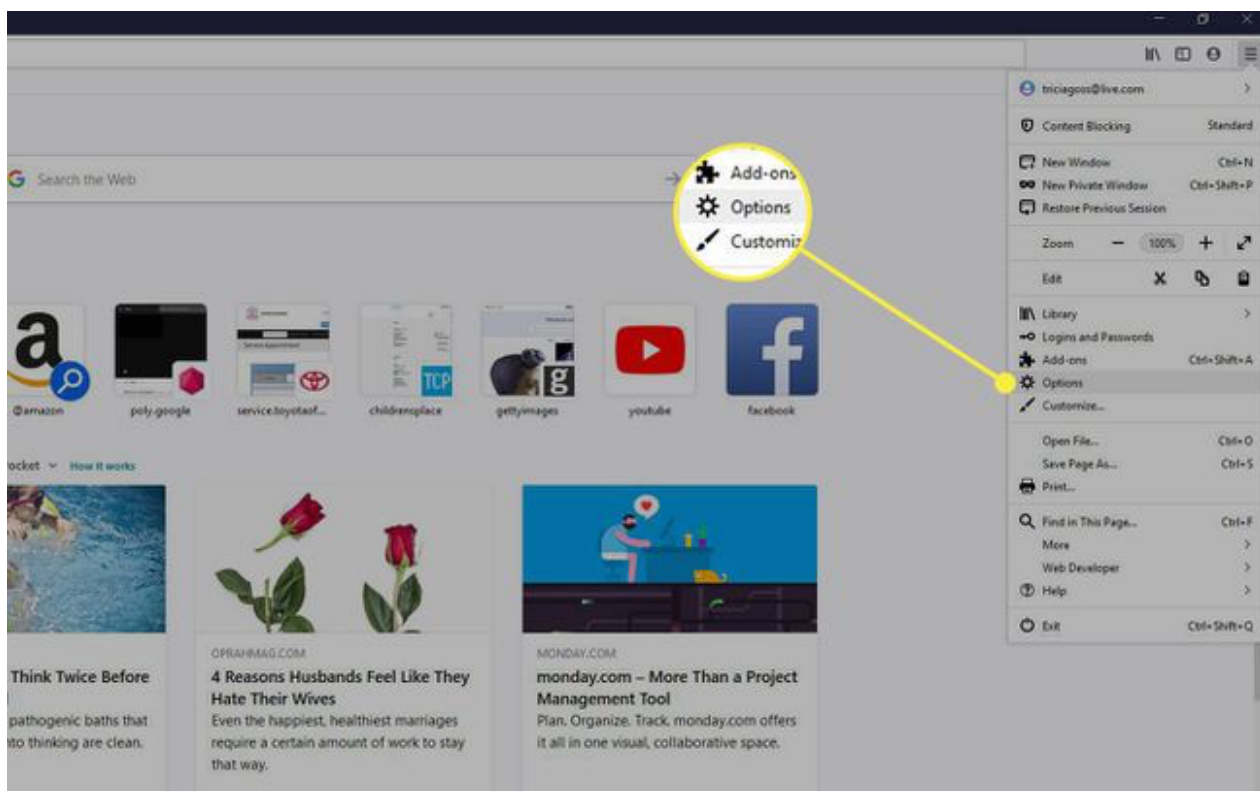 triciagoss@live.com
Content Blocking Standard
New Window Ctrl+N
New Private Window Ctrl+Shift+P
Restore Previous Session
Zoom 100%
Edit
Library
Logins and Passwords
Add-ons Ctrl+Shift+A
Options
Customize...
Open File... Ctrl+O
Save Page As... Ctrl+S
Print...
Find in This Page... Ctrl+F
More
Web Developer
Help
Exit Ctrl+Shift+Q
Search the Web
Add-ons
Options
Customiz
a
TCP
g
@amazon
poly.google
service.toyotaof...
childrensplace
gettyimages
youtube
facebook
ocket How it works
Think Twice Before
pathogenic baths that
nto thinking are clean.
OPRAHMAG.COM
4 Reasons Husbands Feel Like They
Hate Their Wives
Even the happiest, healthiest marriages
require a certain amount of work to stay
that way.
MONDAY.COM
monday.com – More Than a Project
Management Tool
Plan. Organize. Track. monday.com offers
it all in one visual, collaborative space.